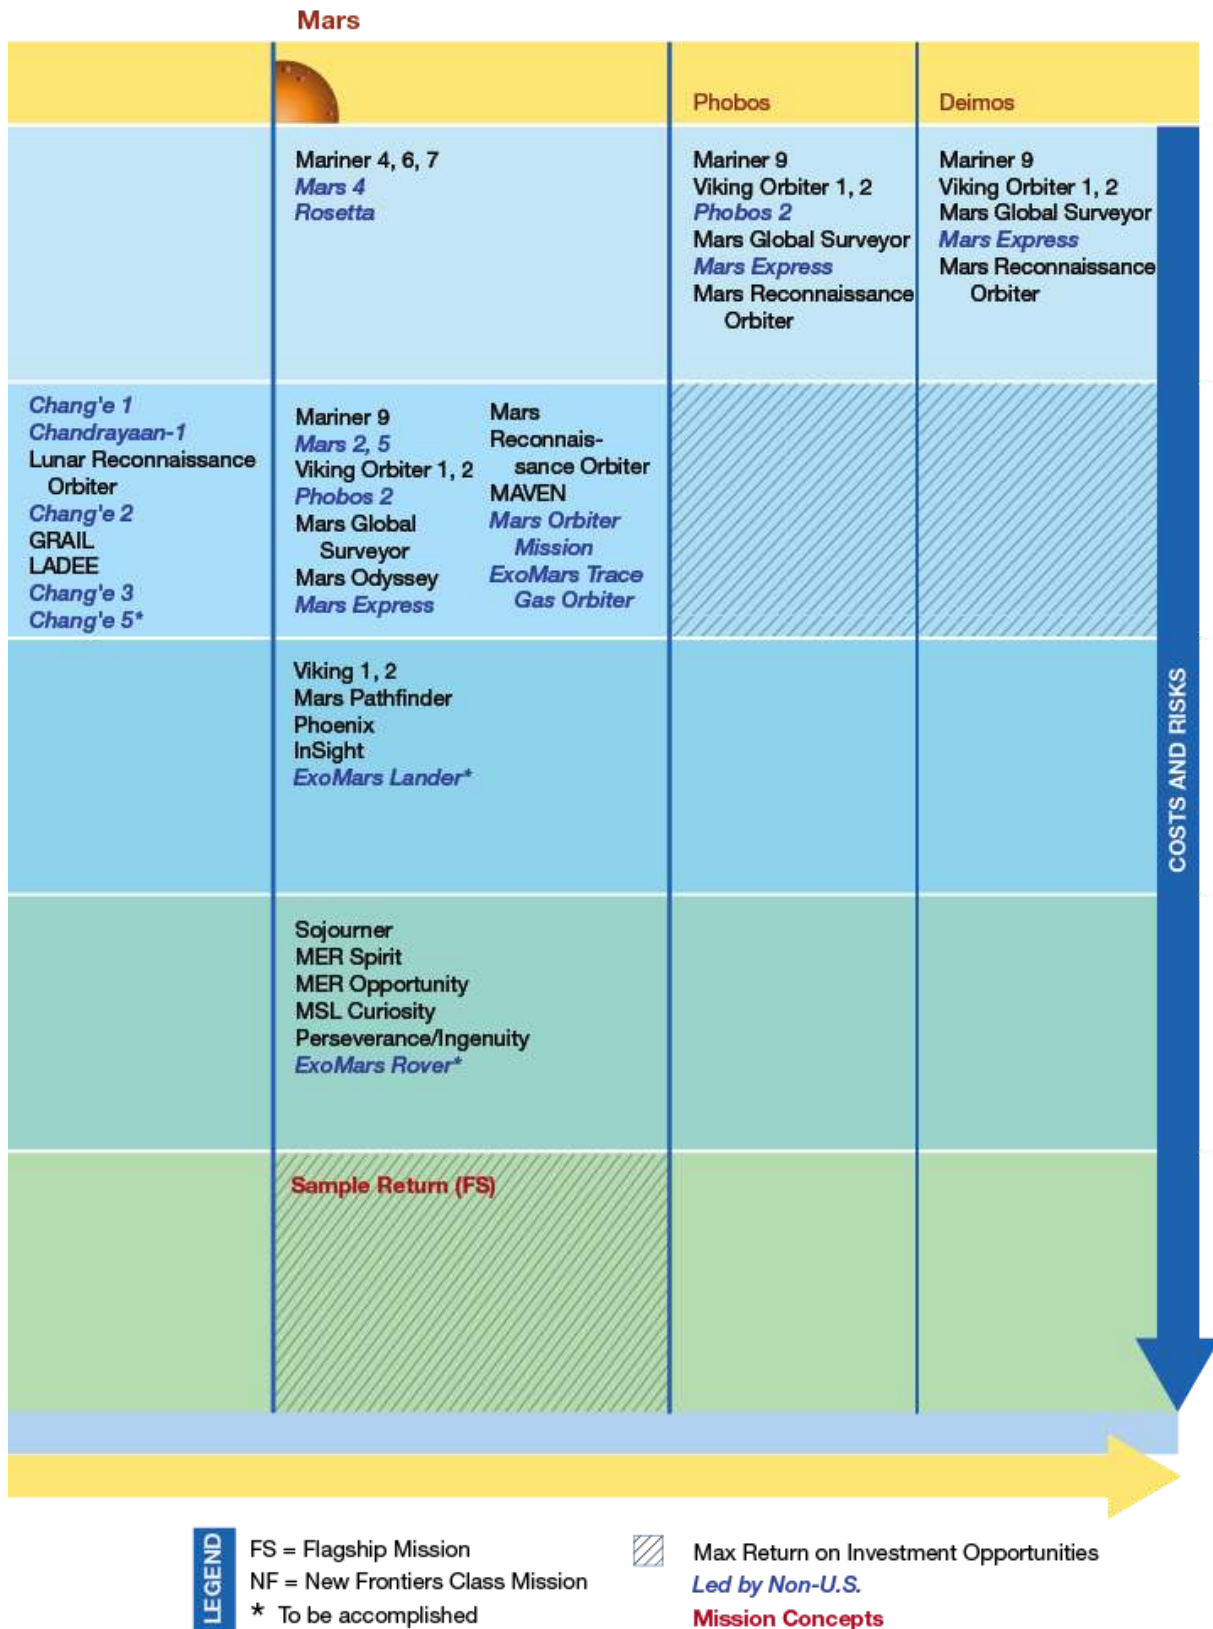 Mars
Phobos
Deimos
Mariner 4, 6, 7
Mars 4
Rosetta
Mariner 9
Viking Orbiter 1, 2
Phobos 2
Mars Global Surveyor
Mars Express
Mars Reconnaissance
Orbiter
Mariner 9
Viking Orbiter 1, 2
Mars Global Surveyor
Mars Express
Mars Reconnaissance
Orbiter
Chang'e 1
Chandrayaan-1
Lunar Reconnaissance
Orbiter
Chang'e 2
GRAIL
LADEE
Chang'e 3
Chang'e 5*
Mariner 9
Mars 2, 5
Viking Orbiter 1, 2
Phobos 2
Mars Global
Surveyor
Mars Odyssey
Mars Express
Mars
Reconnais-
sance Orbiter
MAVEN
Mars Orbiter
Mission
ExoMars Trace
Gas Orbiter
Viking 1, 2
Mars Pathfinder
Phoenix
InSight
ExoMars Lander*
Sojourner
MER Spirit
MER Opportunity
MSL Curiosity
Perseverance/Ingenuity
ExoMars Rover*
Sample Return (FS)
COSTS AND RISKS
LEGEND
FS = Flagship Mission
NF = New Frontiers Class Mission
* To be accomplished
Max Return on Investment Opportunities
Led by Non-U.S.
Mission Concepts